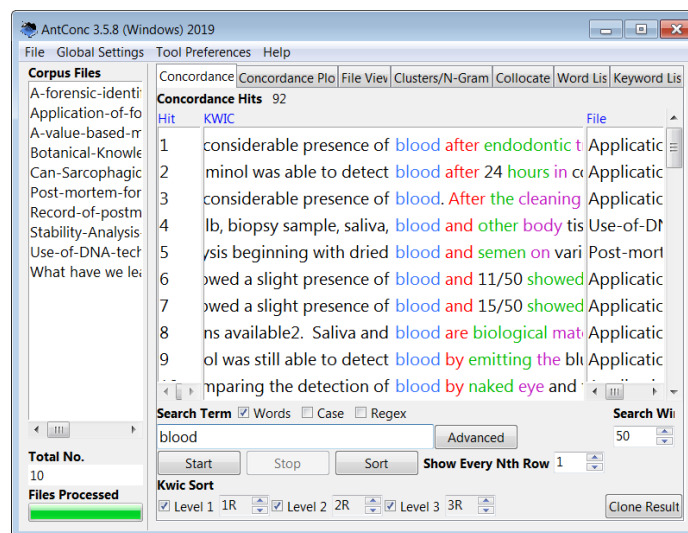 AntConc 3.5.8 (Windows) 2019
File Global Settings Tool Preferences Help
Corpus Files
A-forensic-identi
Application-of-fo
A-value-based-m
Botanical-Knowle
Can-Sarcophagic
Post-mortem-for
Record-of-postm
Stability-Analysis-
Use-of-DNA-tech
What have we lea
Total No.
10
Files Processed
Concordance Concordance Plo File View Clusters/N-Gram Collocate Word Lis Keyword Lis
Concordance Hits 92
Hit KWIC File
1 considerable presence of blood after endodontic t Applicatic
2 minol was able to detect blood after 24 hours in co Applicatic
3 considerable presence of blood. After the cleaning Applicatic
4 lb, biopsy sample, saliva, blood and other body tis Use-of-DN
5 ysis beginning with dried blood and semen on vari Post-mort
6 owed a slight presence of blood and 11/50 showed Applicatic
7 owed a slight presence of blood and 15/50 showed Applicatic
8 ns available2. Saliva and blood are biological mat Applicatic
9 ol was still able to detect blood by emitting the blu Applicatic
mparing the detection of blood by naked eye and
Search Term Words Case Regex Search Wi
blood Advanced 50
Start Stop Sort Show Every Nth Row 1
Kwic Sort
Level 1 1R Level 2 2R Level 3 3R Clone Result